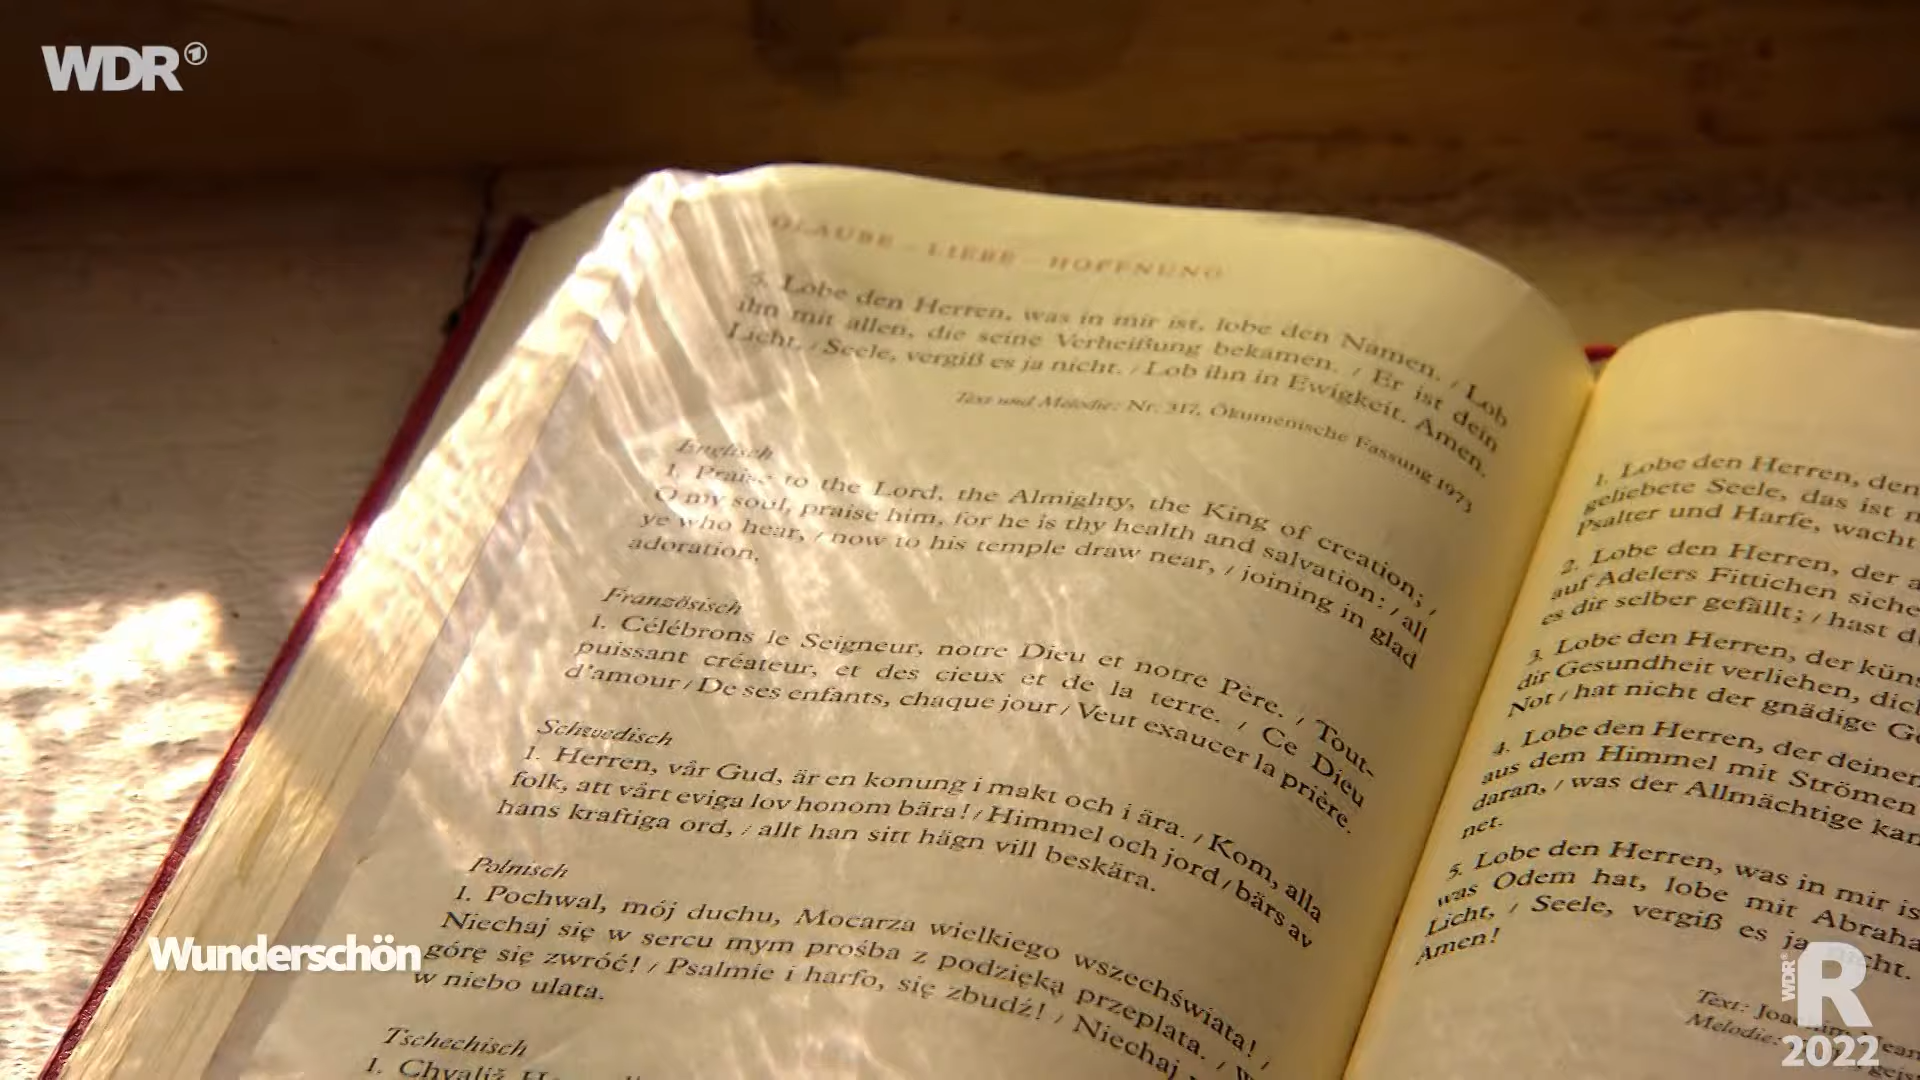 WDR
GLAUBE – LIEBE – HOFFNUNG
5. Lobe den Herren, was in mir ist, lobe den Namen. / Lob
ihn mit allen, die seine Verheißung bekamen. / Er ist dein
Licht. / Seele, vergiß es ja nicht. / Lob ihn in Ewigkeit. Amen.
Text und Melodie: Nr. 317, Ökumenische Fassung 1973
Englisch
1. Praise to the Lord, the Almighty, the King of creation; /
O my soul, praise him, for he is thy health and salvation: / all
ye who hear, / now to his temple draw near, / joining in glad
adoration.
Französisch
1. Célébrons le Seigneur, notre Dieu et notre Père. / Tout-
puissant créateur, et des cieux et de la terre. / Ce Dieu
d'amour / De ses enfants, chaque jour / Veut exaucer la prière.
Schwedisch
1. Herren, vår Gud, är en konung i makt och i ära. / Kom, alla
folk, att vårt eviga lov honom bära! / Himmel och jord / bärs av
hans kraftiga ord, / allt han sitt hägn vill beskära.
Polnisch
1. Pochwal, mój duchu, Mocarza wielkiego wszechświata! /
Niechaj się w sercu mym prośba z podzięką przeplata. /
górę się zwróć! / Psalmie i harfo, się zbudź! / Niechaj
w niebo ulata.
Tschechisch
1. Chvaliž
1. Lobe den Herren, den
geliebete Seele, das ist
Psalter und Harfe, wacht
2. Lobe den Herren, der
auf Adelers Fittichen
es dir selber gefällt; / hast
3. Lobe den Herren, der
dir Gesundheit verliehen,
Not / hat nicht der gnädige
4. Lobe den Herren, der
aus dem Himmel mit Strömen
daran, / was der Allmächtige
net.
5. Lobe den Herren, was in mir
was Odem hat, lobe mit
Licht, / Seele, vergiß es ja
Amen!
Text:
Melodie:
Wunderschön
WDR R
2022